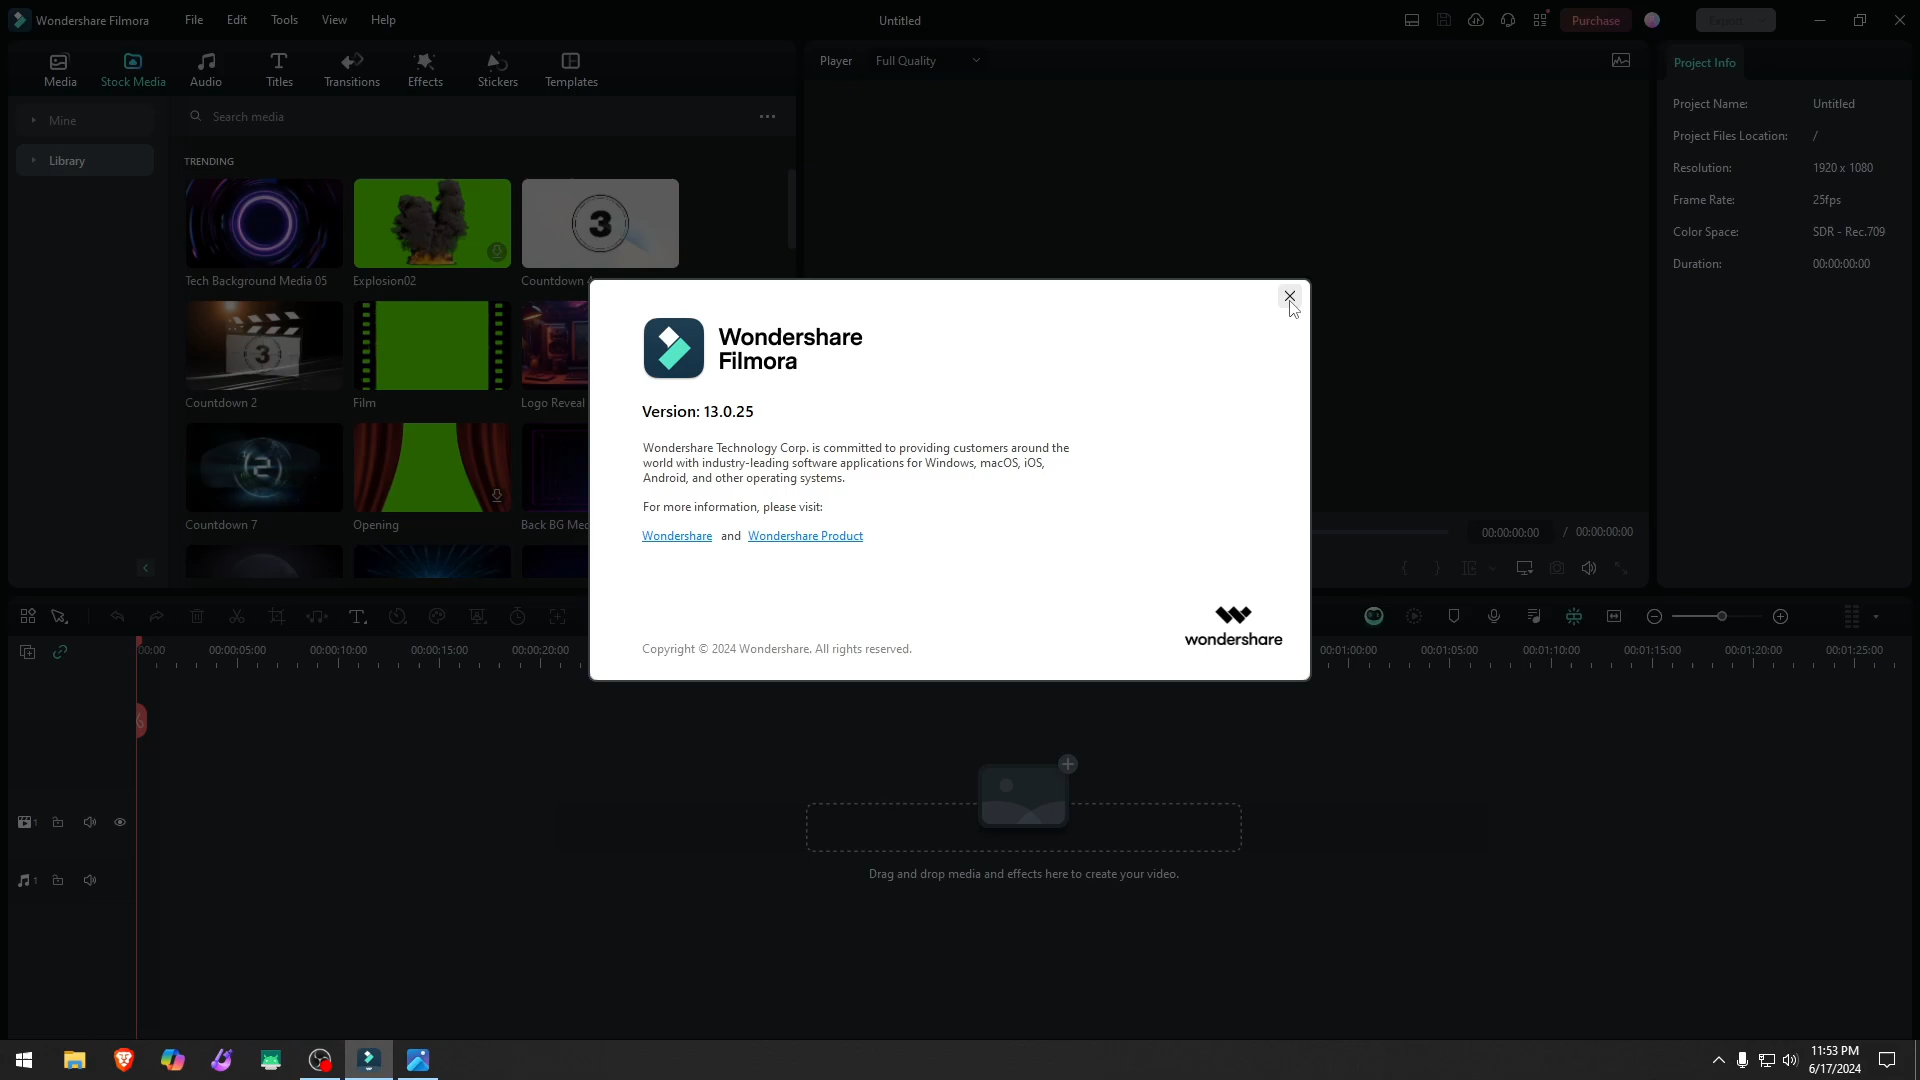 Wondershare Filmora
File
Edit
Tools
View
Help
Untitled
Purchase
Export
Media
Stock Media
Audio
Titles
Transitions
Effects
Stickers
Templates
Player
Full Quality
Project Info
Mine
Library
Search media
TRENDING
Tech Background Media 05
Explosion02
Countdown
Countdown 2
Film
Logo Reveal
Countdown 7
Opening
Back BG Med
Project Name:
Untitled
Project Files Location:
/
Resolution:
1920 x 1080
Frame Rate:
25fps
Color Space:
SDR - Rec.709
Duration:
00:00:00:00
Wondershare
Filmora
Version: 13.0.25
Wondershare Technology Corp. is committed to providing customers around the
world with industry-leading software applications for Windows, macOS, iOS,
Android, and other operating systems.
For more information, please visit:
Wondershare and Wondershare Product
wondershare
Copyright © 2024 Wondershare. All rights reserved.
00:00:00:00 / 00:00:00:00
00:00
00:00:05:00
00:00:10:00
00:00:15:00
00:00:20:00
00:01:00:00
00:01:05:00
00:01:10:00
00:01:15:00
00:01:20:00
00:01:25:00
1
1
Drag and drop media and effects here to create your video.
11:53 PM
6/17/2024